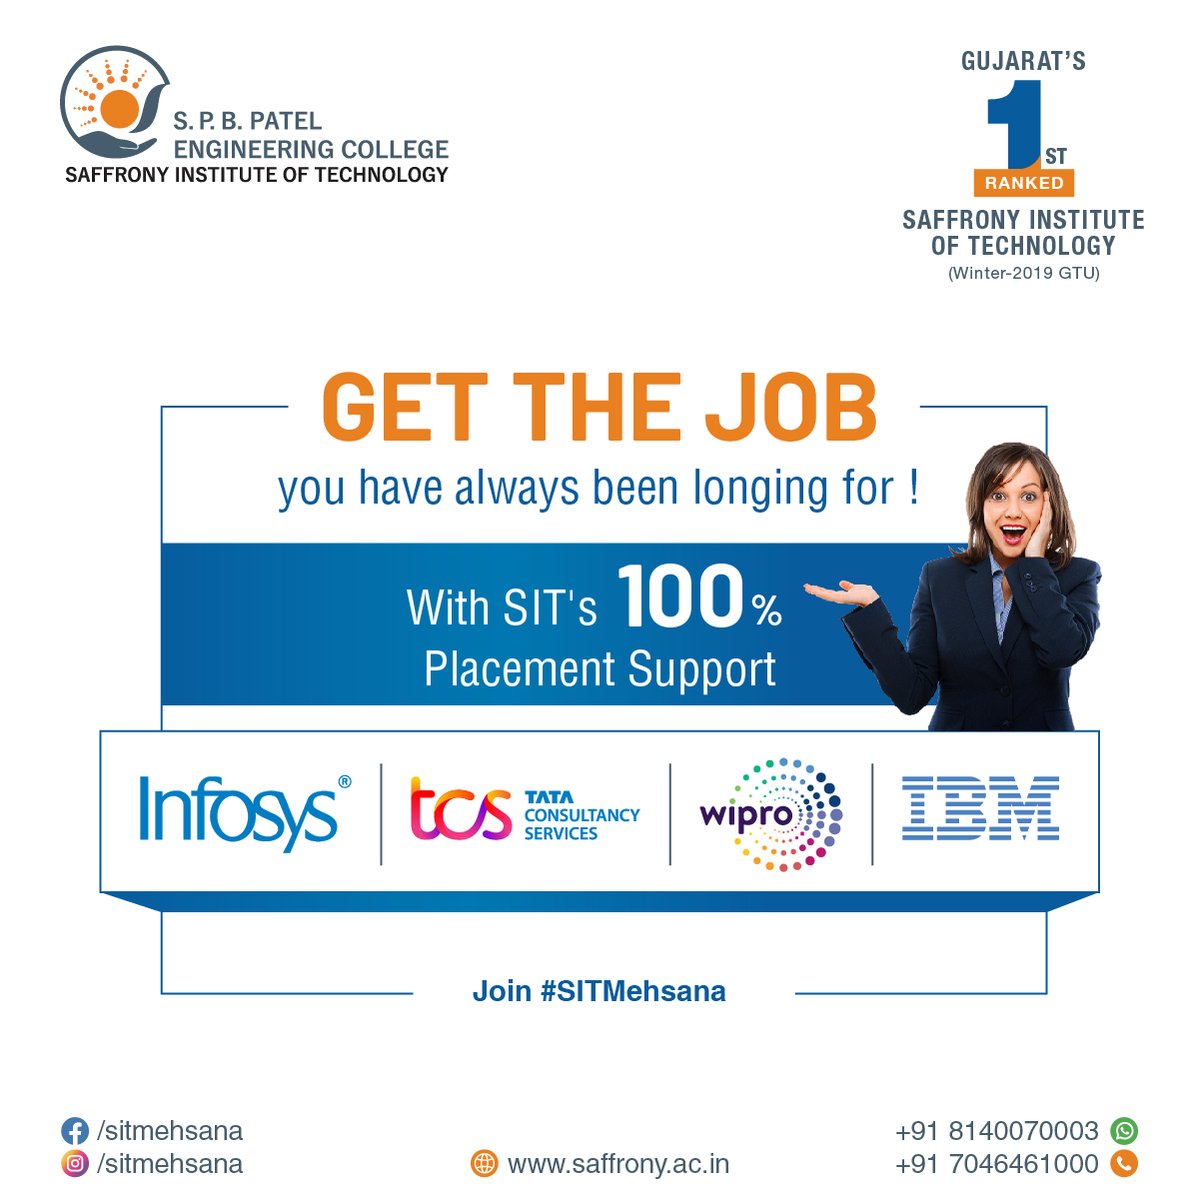 S. P. B. PATEL
ENGINEERING COLLEGE
SAFFRONY INSTITUTE OF TECHNOLOGY
GUJARAT'S
1ST
RANKED
SAFFRONY INSTITUTE
OF TECHNOLOGY
(Winter-2019 GTU)
GET THE JOB
you have always been longing for !
With SIT's 100%
Placement Support
Infosys®
tcs TATA
CONSULTANCY
SERVICES
wipro
IBM
Join #SITMehsana
/sitmehsana
/sitmehsana
www.saffrony.ac.in
+91 8140070003
+91 7046461000